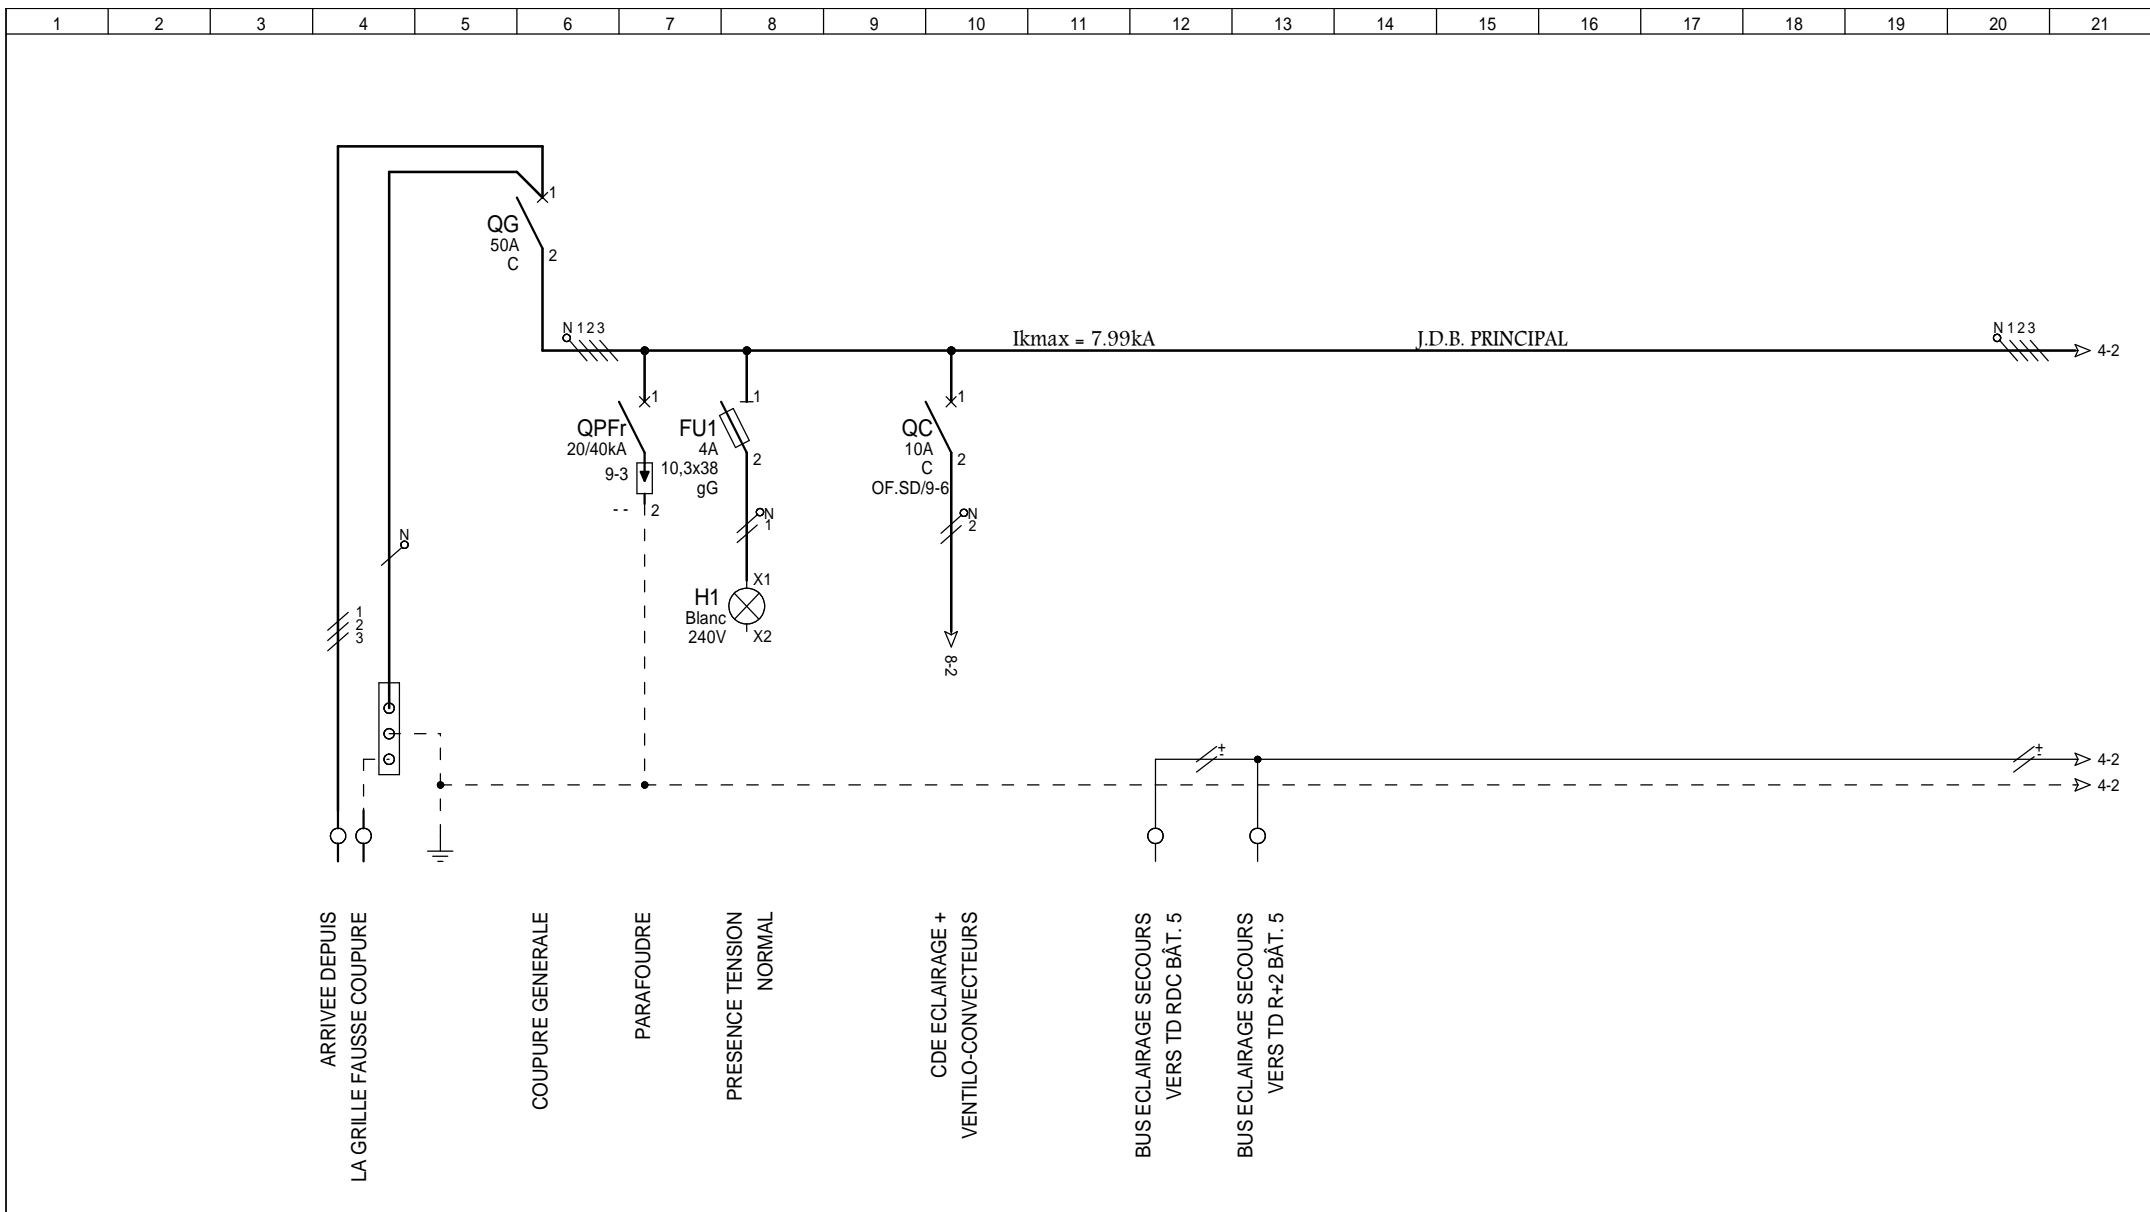 1 2 3 4 5 6 7 8 9 10 11 12 13 14 15 16 17 18 19 20 21
1
QG
50A
C
2
N 1 2 3
Ikmax = 7.99kA
J.D.B. PRINCIPAL
N 1 2 3
4-2
1
QPFr
20/40kA
9-3
- -
2
1
FU1
4A
10,3x38
gG
2
N
1
X1
H1
Blanc
240V
X2
1
QC
10A
C
OF.SD/9-6
2
N
2
8-2
N
1
2
3
+
-
+
-
4-2
4-2
ARRIVEE DEPUIS
LA GRILLE FAUSSE COUPURE
COUPURE GENERALE
PARAFOUDRE
PRESENCE TENSION
NORMAL
CDE ECLAIRAGE +
VENTILO-CONVECTEURS
BUS ECLAIRAGE SECOURS
VERS TD RDC BÂT. 5
BUS ECLAIRAGE SECOURS
VERS TD R+2 BÂT. 5